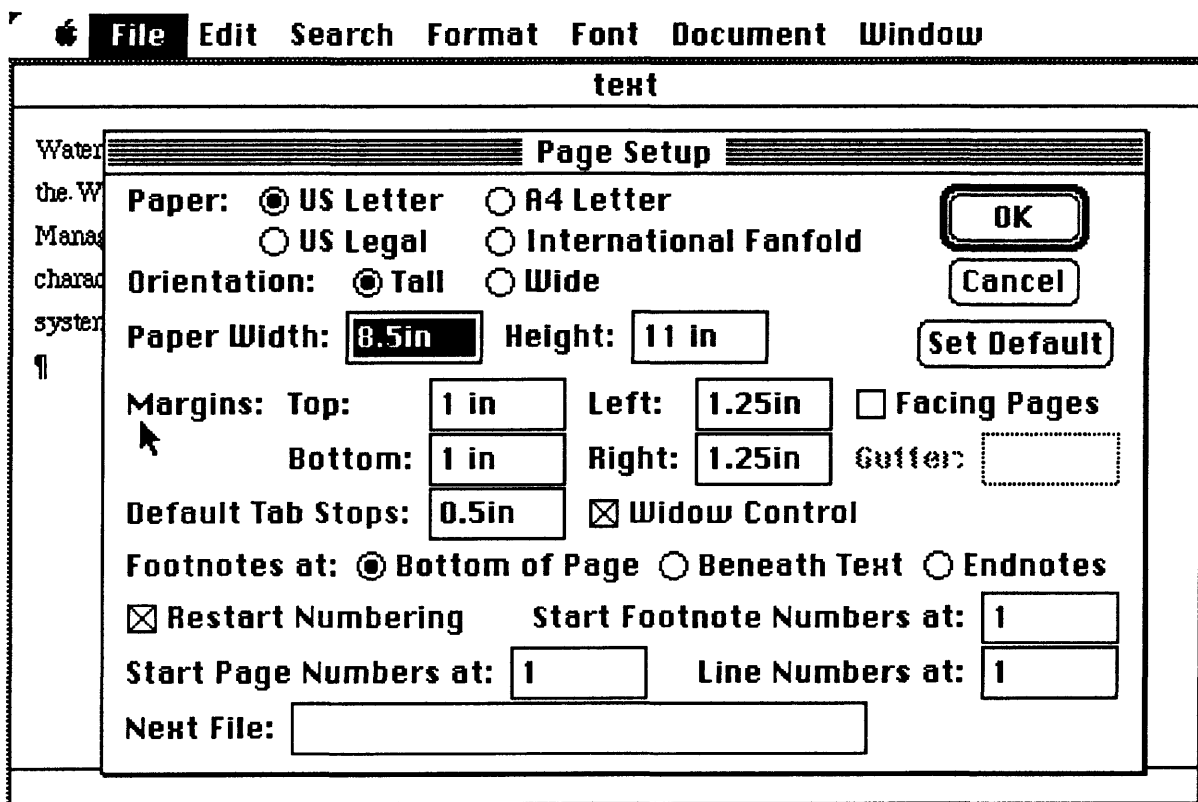 File Edit Search Format Font Document Window
text
Water
the. W
Manag
charac
system
¶
Page Setup
Paper: US Letter A4 Letter OK
US Legal International Fanfold
Orientation: Tall Wide Cancel
Paper Width: 8.5in Height: 11 in Set Default
Margins: Top: 1 in Left: 1.25in Facing Pages
Bottom: 1 in Right: 1.25in Gutter:
Default Tab Stops: 0.5in Widow Control
Footnotes at: Bottom of Page Beneath Text Endnotes
Restart Numbering Start Footnote Numbers at: 1
Start Page Numbers at: 1 Line Numbers at: 1
Next File: